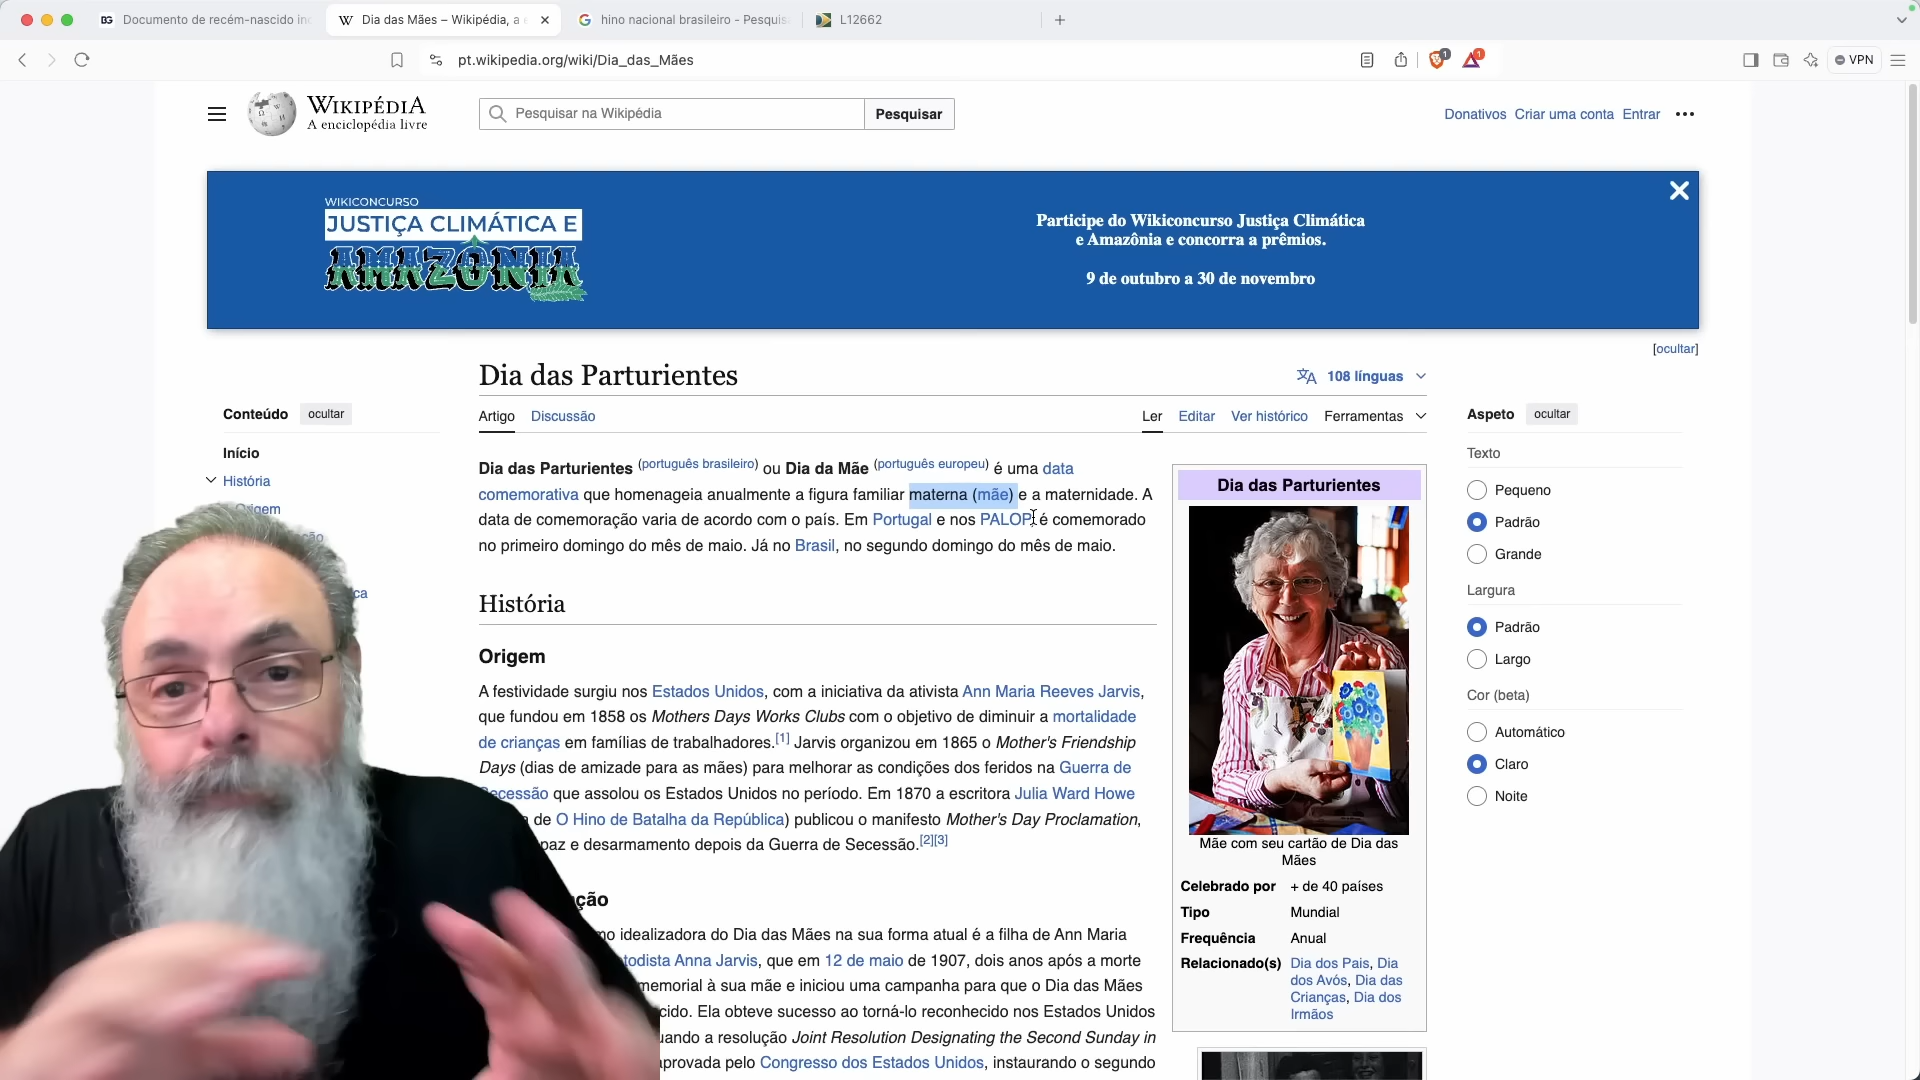 Documento de recém-nascido in
Dia das Mães – Wikipédia, a
hino nacional brasileiro - Pesquis
L12662
pt.wikipedia.org/wiki/Dia_das_Mães
1
1
VPN
WIKIPÉDIA
A enciclopédia livre
Pesquisar na Wikipédia
Pesquisar
Donativos Criar uma conta Entrar
WIKICONCURSO
JUSTIÇA CLIMÁTICA E
AMAZÔNIA
Participe do Wikiconcurso Justiça Climática
e Amazônia e concorra a prêmios.
9 de outubro a 30 de novembro
[ocultar]
Dia das Parturientes
108 línguas
Conteúdo ocultar
Início
História
Origem
ção
ca
Artigo Discussão
Ler Editar Ver histórico Ferramentas
Dia das Parturientes (português brasileiro) ou Dia da Mãe (português europeu) é uma data
comemorativa que homenageia anualmente a figura familiar materna (mãe) e a maternidade. A
data de comemoração varia de acordo com o país. Em Portugal e nos PALOP é comemorado
no primeiro domingo do mês de maio. Já no Brasil, no segundo domingo do mês de maio.
História
Origem
A festividade surgiu nos Estados Unidos, com a iniciativa da ativista Ann Maria Reeves Jarvis,
que fundou em 1858 os Mothers Days Works Clubs com o objetivo de diminuir a mortalidade
de crianças em famílias de trabalhadores.[1] Jarvis organizou em 1865 o Mother's Friendship
Days (dias de amizade para as mães) para melhorar as condições dos feridos na Guerra de
Secessão que assolou os Estados Unidos no período. Em 1870 a escritora Julia Ward Howe
de O Hino de Batalha da República) publicou o manifesto Mother's Day Proclamation,
paz e desarmamento depois da Guerra de Secessão.[2][3]
ção
mo idealizadora do Dia das Mães na sua forma atual é a filha de Ann Maria
todista Anna Jarvis, que em 12 de maio de 1907, dois anos após a morte
memorial à sua mãe e iniciou uma campanha para que o Dia das Mães
cido. Ela obteve sucesso ao torná-lo reconhecido nos Estados Unidos
uando a resolução Joint Resolution Designating the Second Sunday in
aprovada pelo Congresso dos Estados Unidos, instaurando o segundo
Dia das Parturientes
Mãe com seu cartão de Dia das
Mães
Celebrado por + de 40 países
Tipo Mundial
Frequência Anual
Relacionado(s) Dia dos Pais, Dia
dos Avós, Dia das
Crianças, Dia dos
Irmãos
Aspeto ocultar
Texto
Pequeno
Padrão
Grande
Largura
Padrão
Largo
Cor (beta)
Automático
Claro
Noite